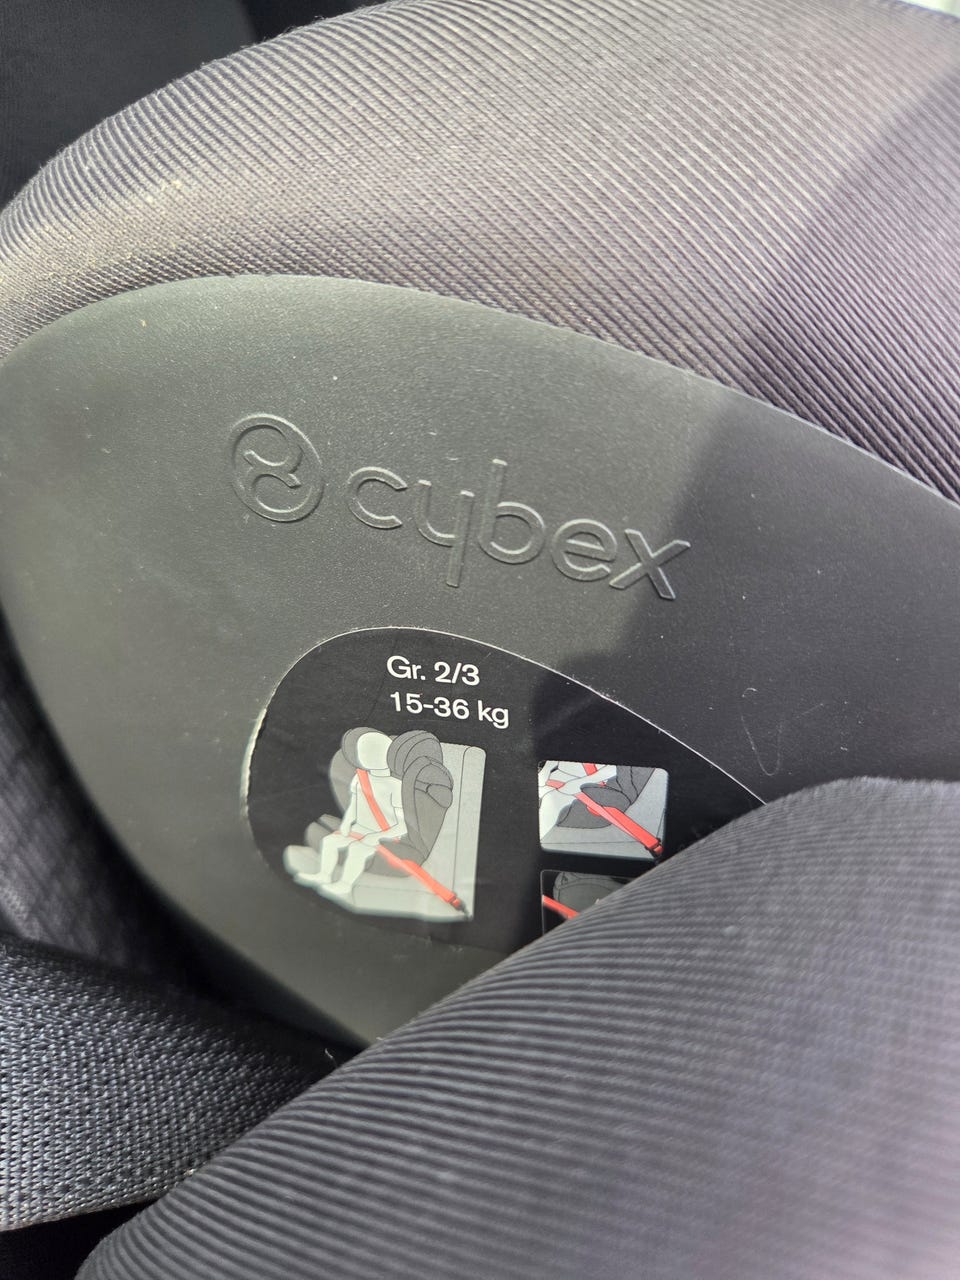 cybex
Gr. 2/3
15-36 kg